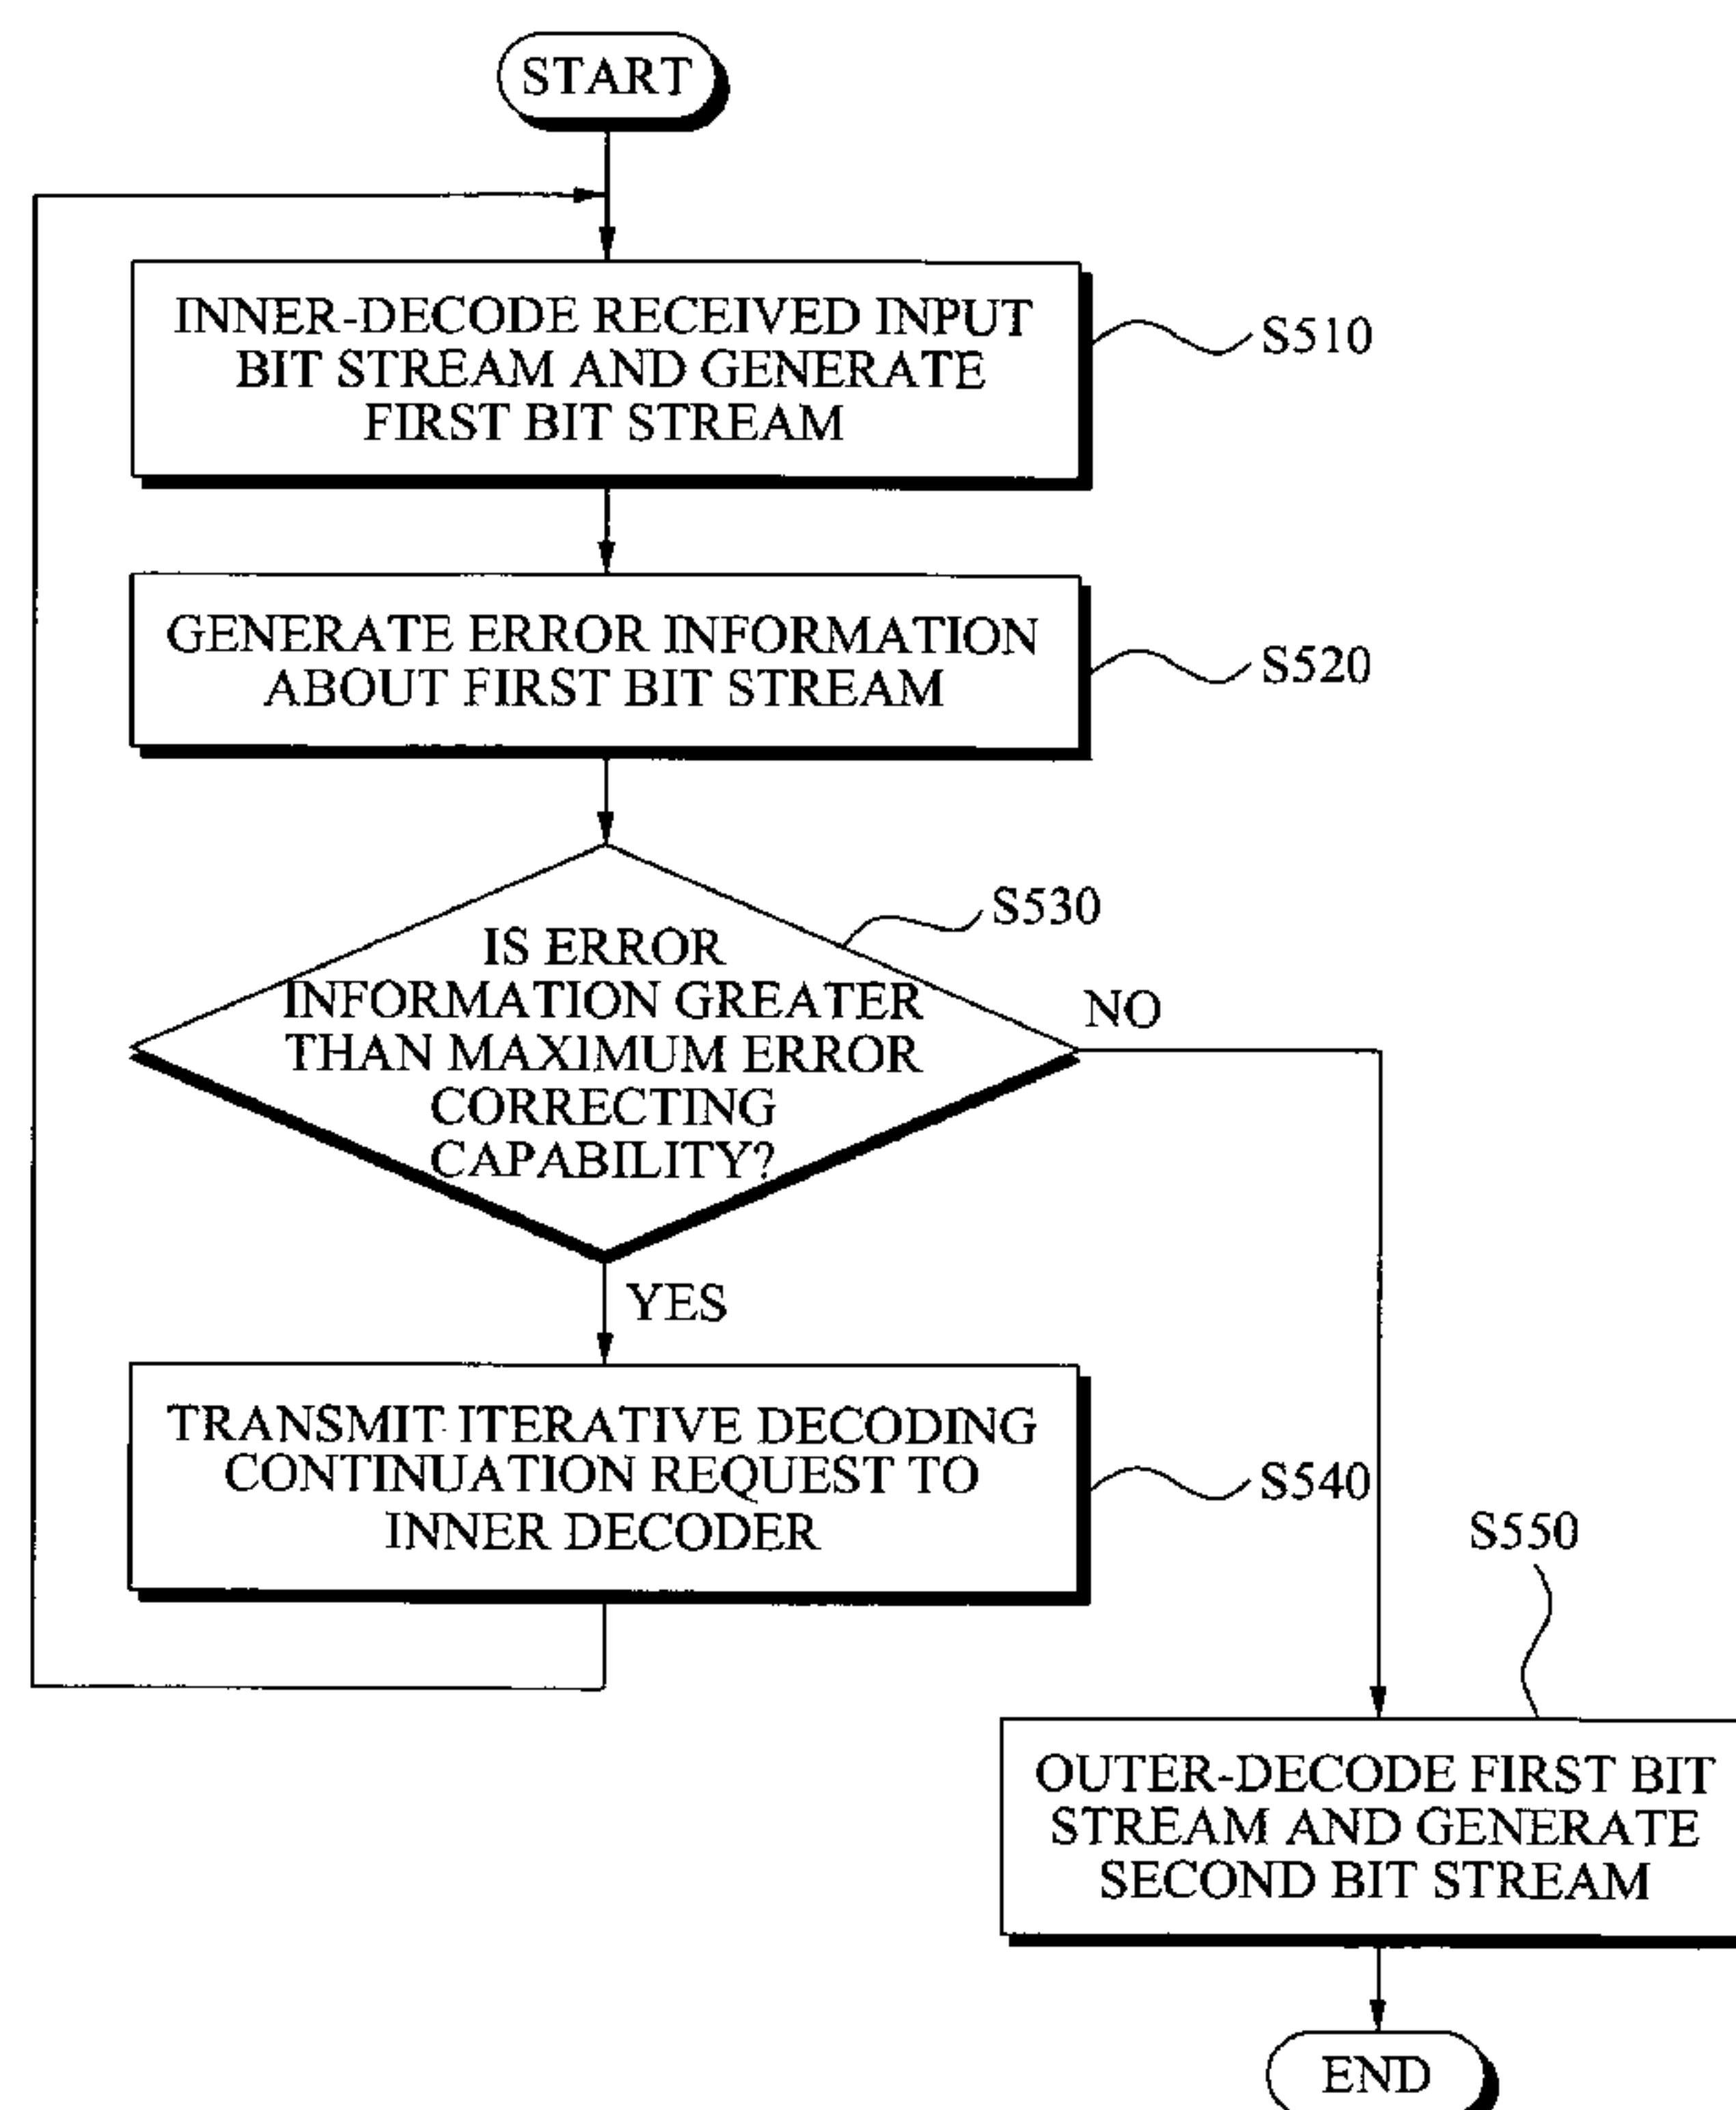 START
INNER-DECODE RECEIVED INPUT
BIT STREAM AND GENERATE
FIRST BIT STREAM
S510
GENERATE ERROR INFORMATION
ABOUT FIRST BIT STREAM
S520
S530
IS ERROR
INFORMATION GREATER
THAN MAXIMUM ERROR
CORRECTING
CAPABILITY?
NO
YES
TRANSMIT ITERATIVE DECODING
CONTINUATION REQUEST TO
INNER DECODER
S540
S550
OUTER-DECODE FIRST BIT
STREAM AND GENERATE
SECOND BIT STREAM
END